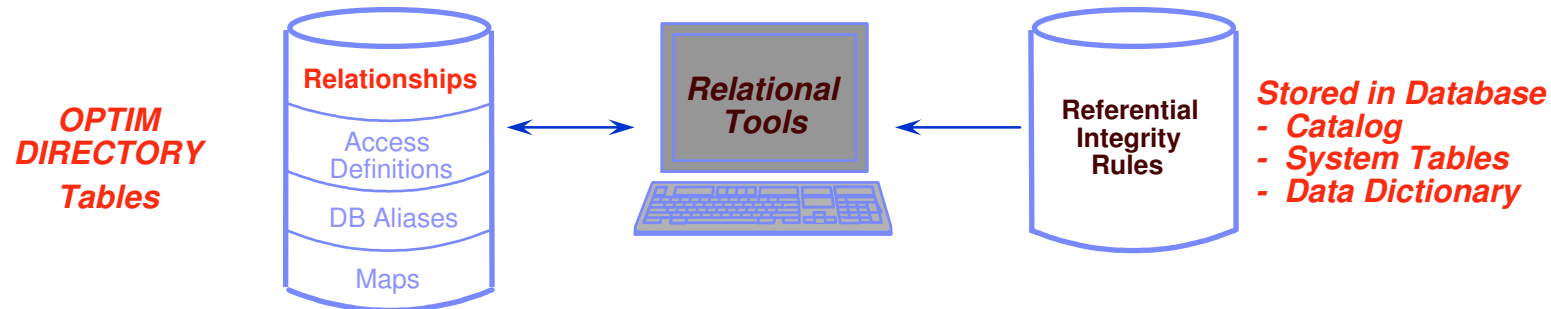 OPTIM
DIRECTORY
Tables
Relationships
Access
Definitions
DB Aliases
Maps
Relational
Tools
Referential
Integrity
Rules
Stored in Database
- Catalog
- System Tables
- Data Dictionary